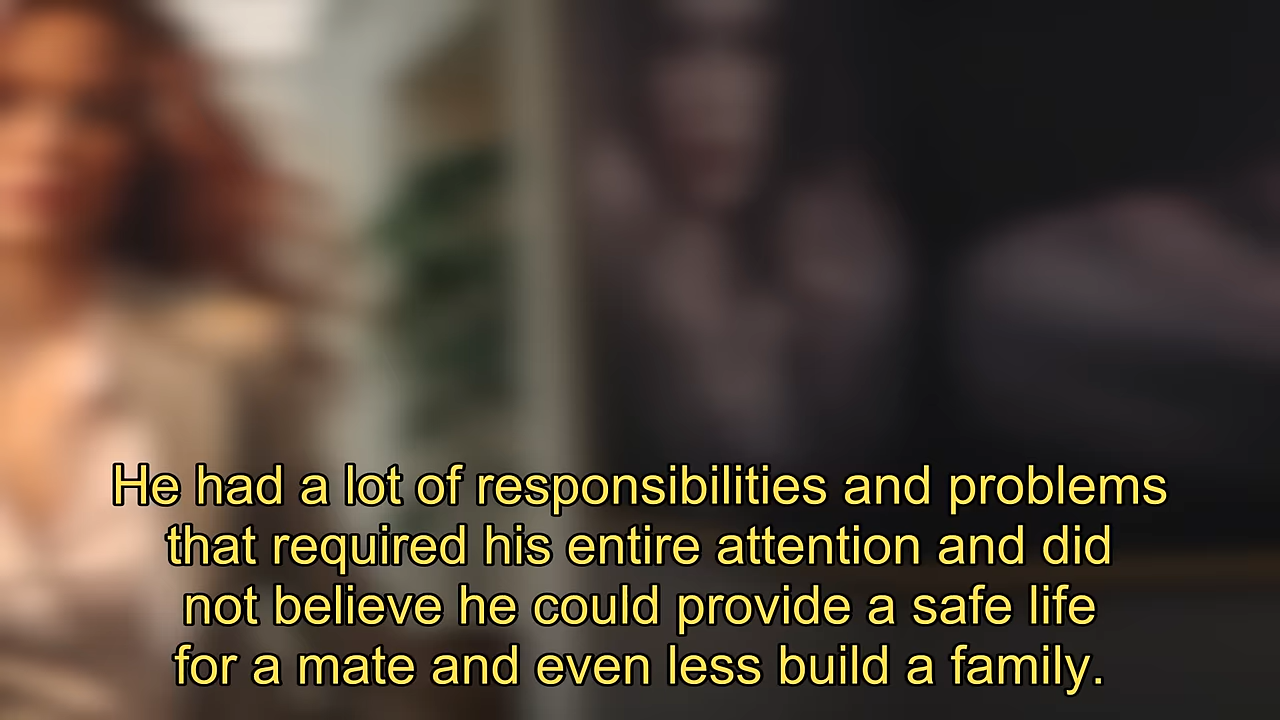 He had a lot of responsibilities and problems
that required his entire attention and did
not believe he could provide a safe life
for a mate and even less build a family.